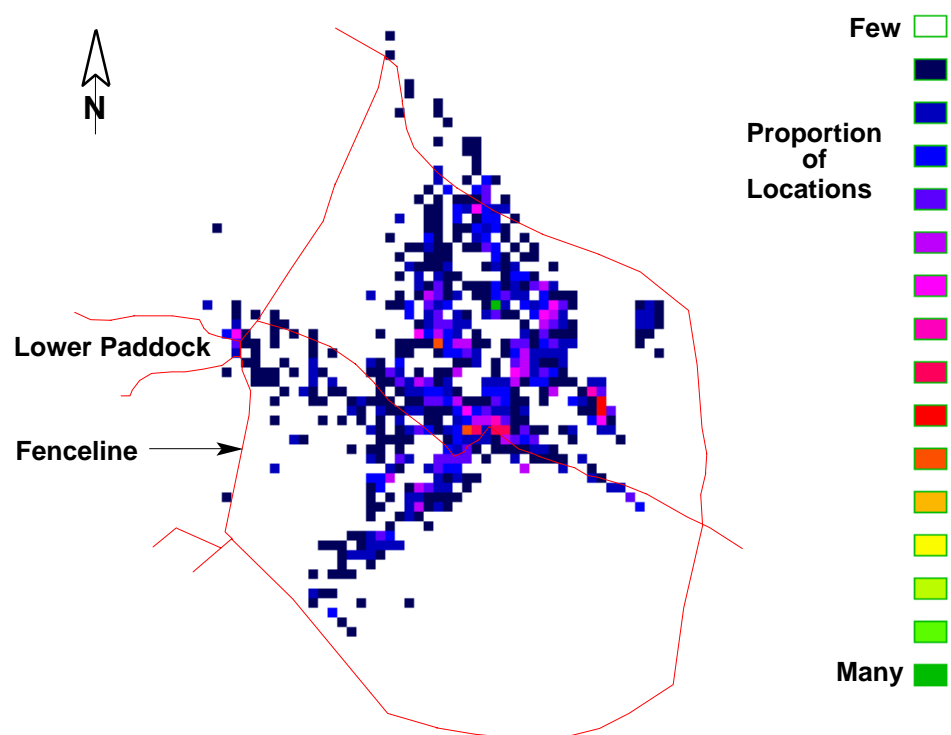 Few
N
Proportion
of
Locations
Lower Paddock
Fenceline
Many